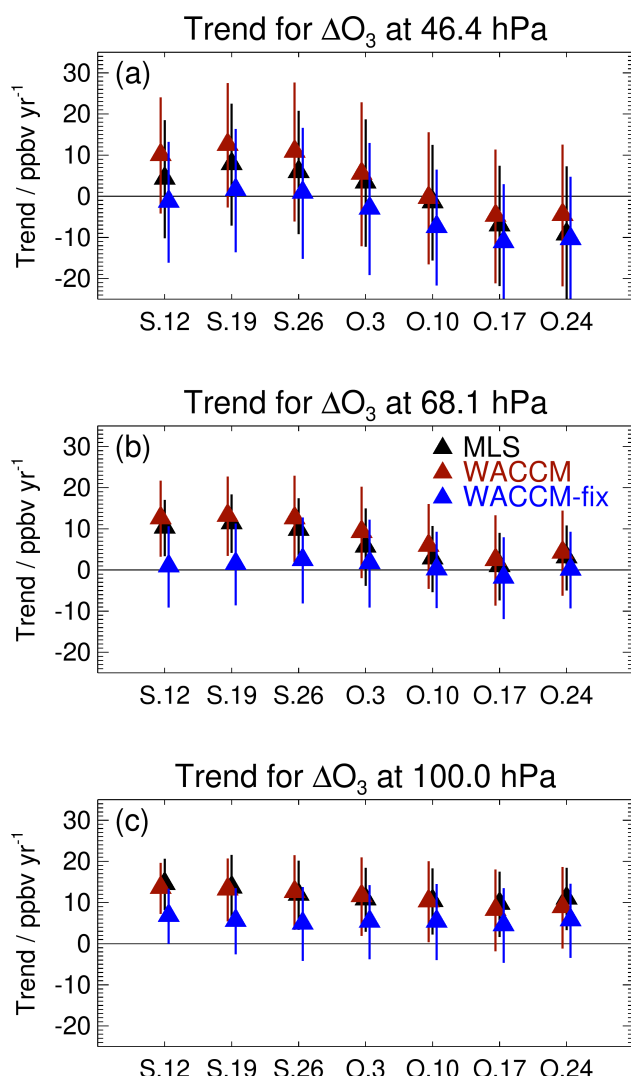 Trend for ΔO₃ at 46.4 hPa
(a)
Trend / ppbv yr⁻¹
30
20
10
0
-10
-20
S.12 S.19 S.26 O.3 O.10 O.17 O.24
Trend for ΔO₃ at 68.1 hPa
(b)
MLS
WACCM
WACCM-fix
Trend / ppbv yr⁻¹
30
20
10
0
-10
-20
S.12 S.19 S.26 O.3 O.10 O.17 O.24
Trend for ΔO₃ at 100.0 hPa
(c)
Trend / ppbv yr⁻¹
30
20
10
0
-10
-20
S.12 S.19 S.26 O.3 O.10 O.17 O.24